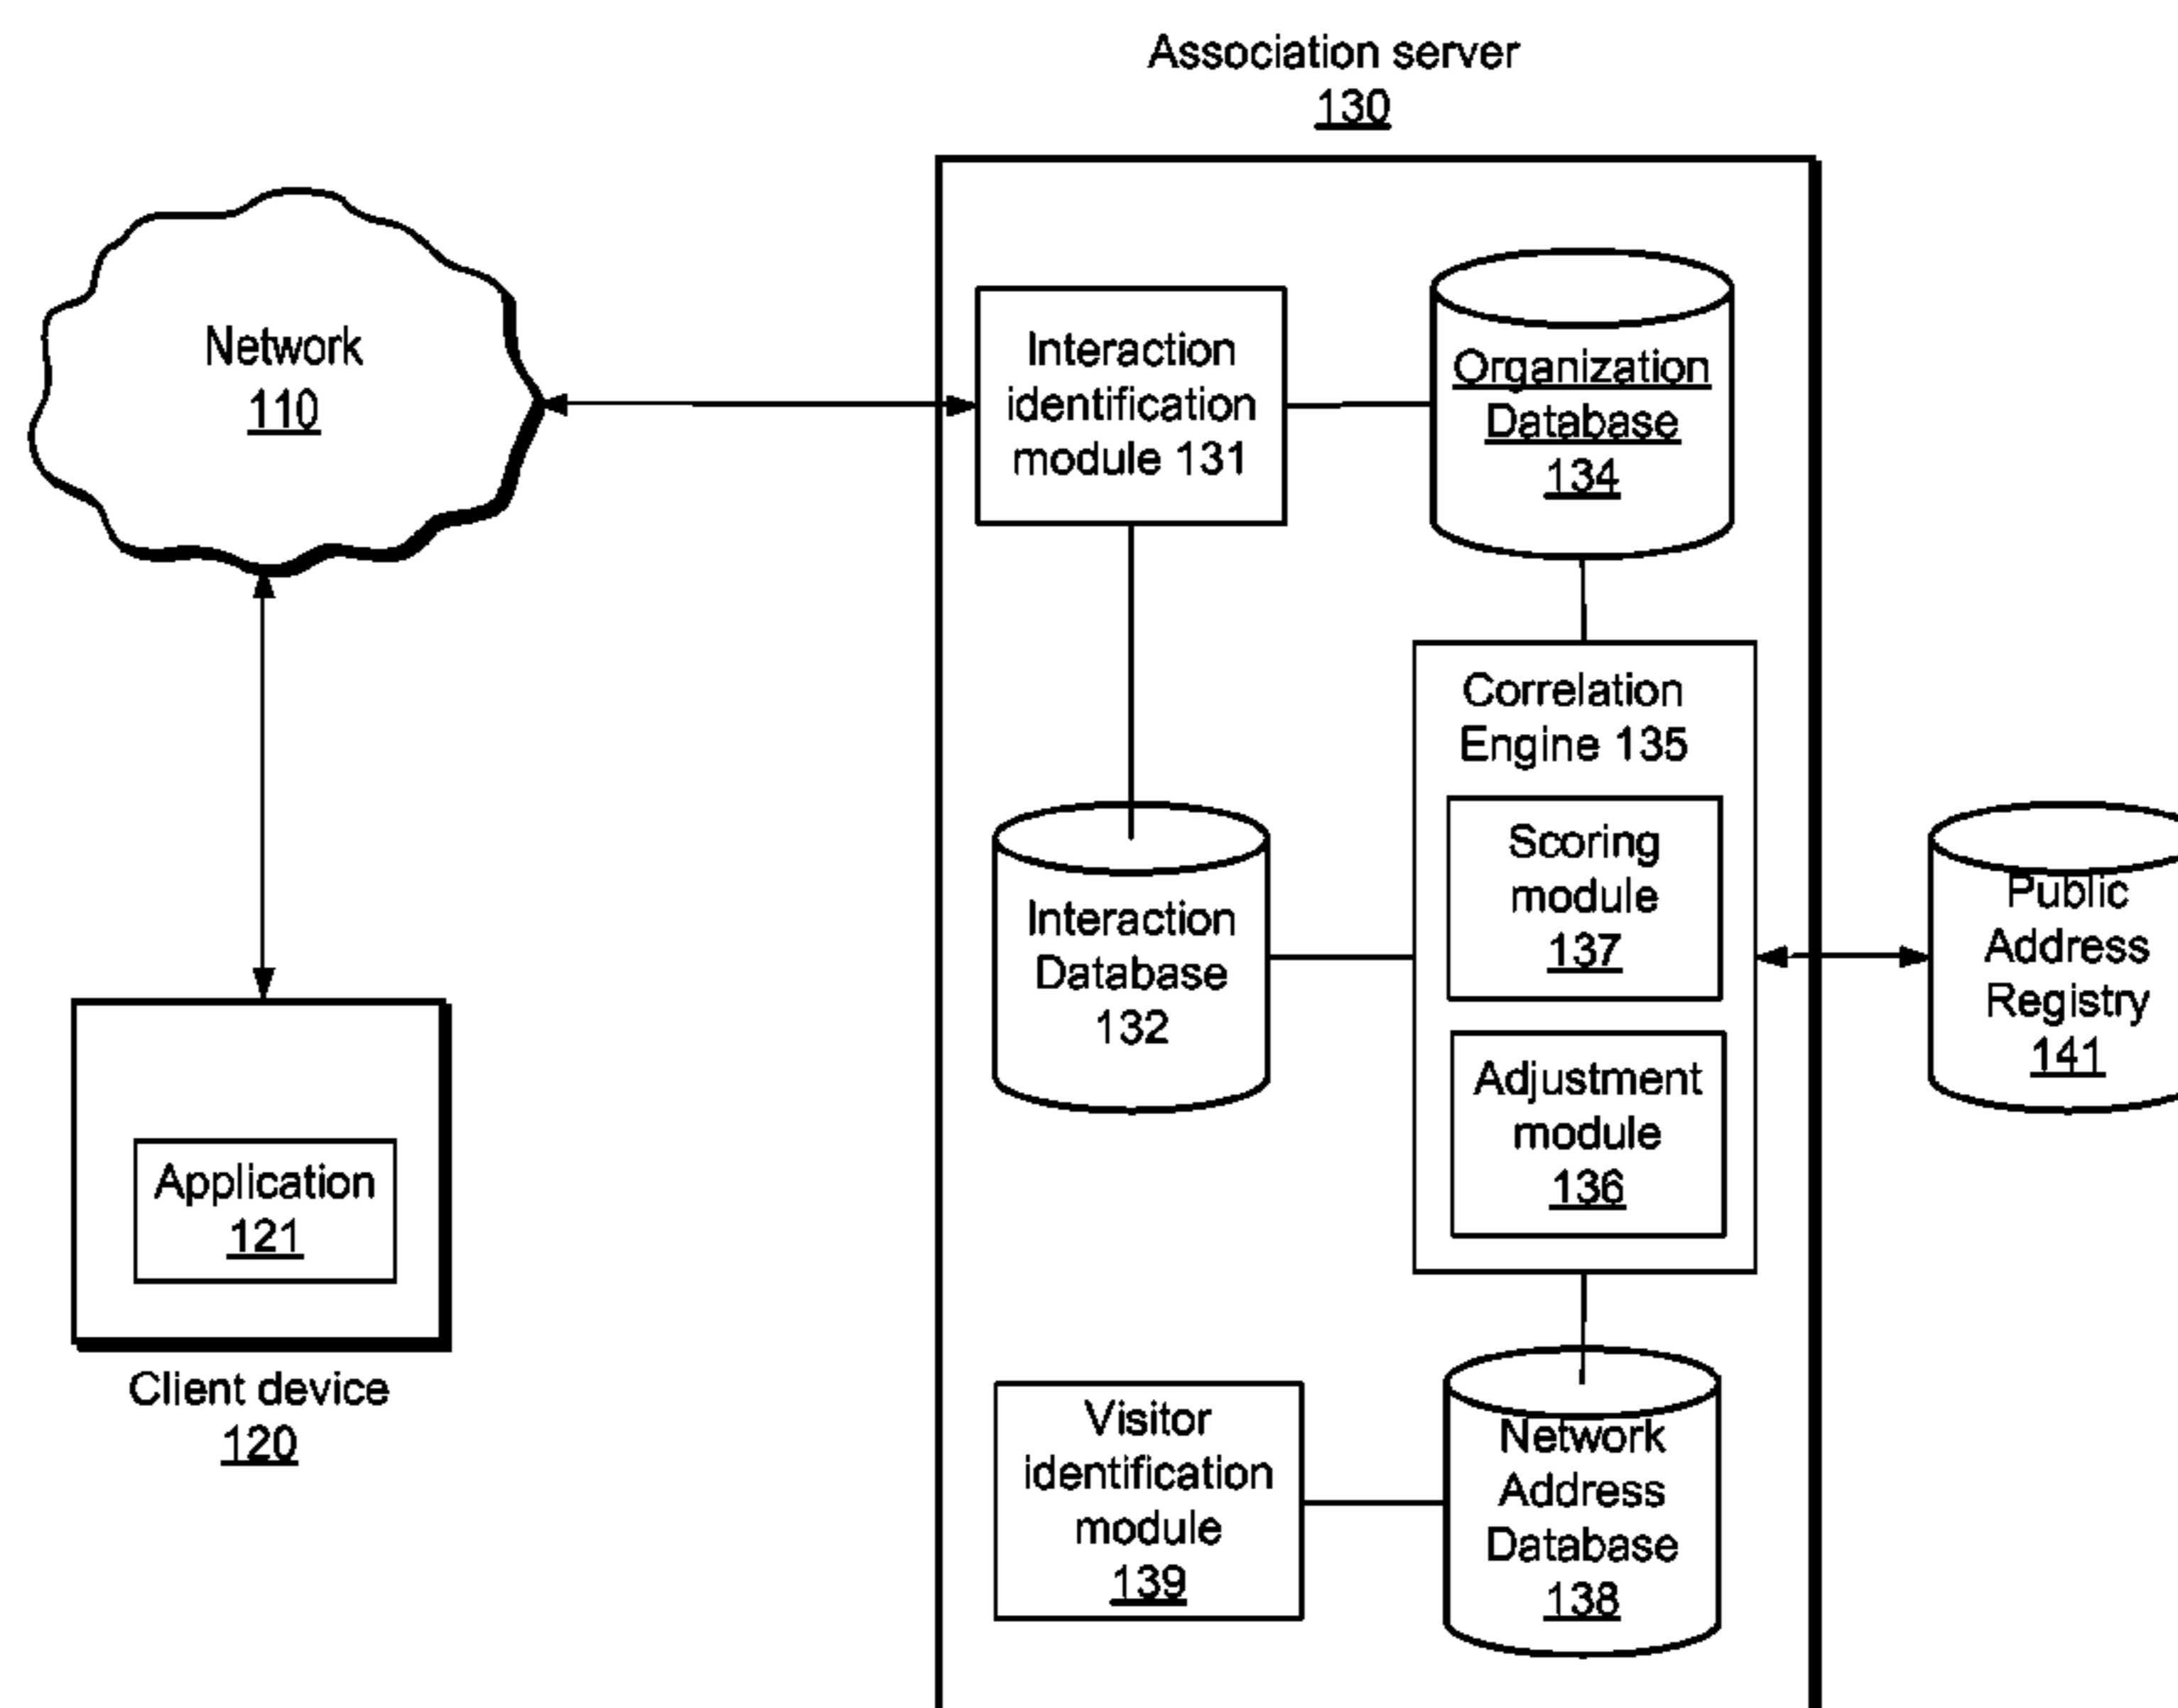 Association server
130
Network
110
Interaction
identification
module 131
Organization
Database
134
Correlation
Engine 135
Scoring
module
137
Interaction
Database
132
Public
Address
Registry
141
Adjustment
module
136
Application
121
Client device
120
Visitor
identification
module
139
Network
Address
Database
138